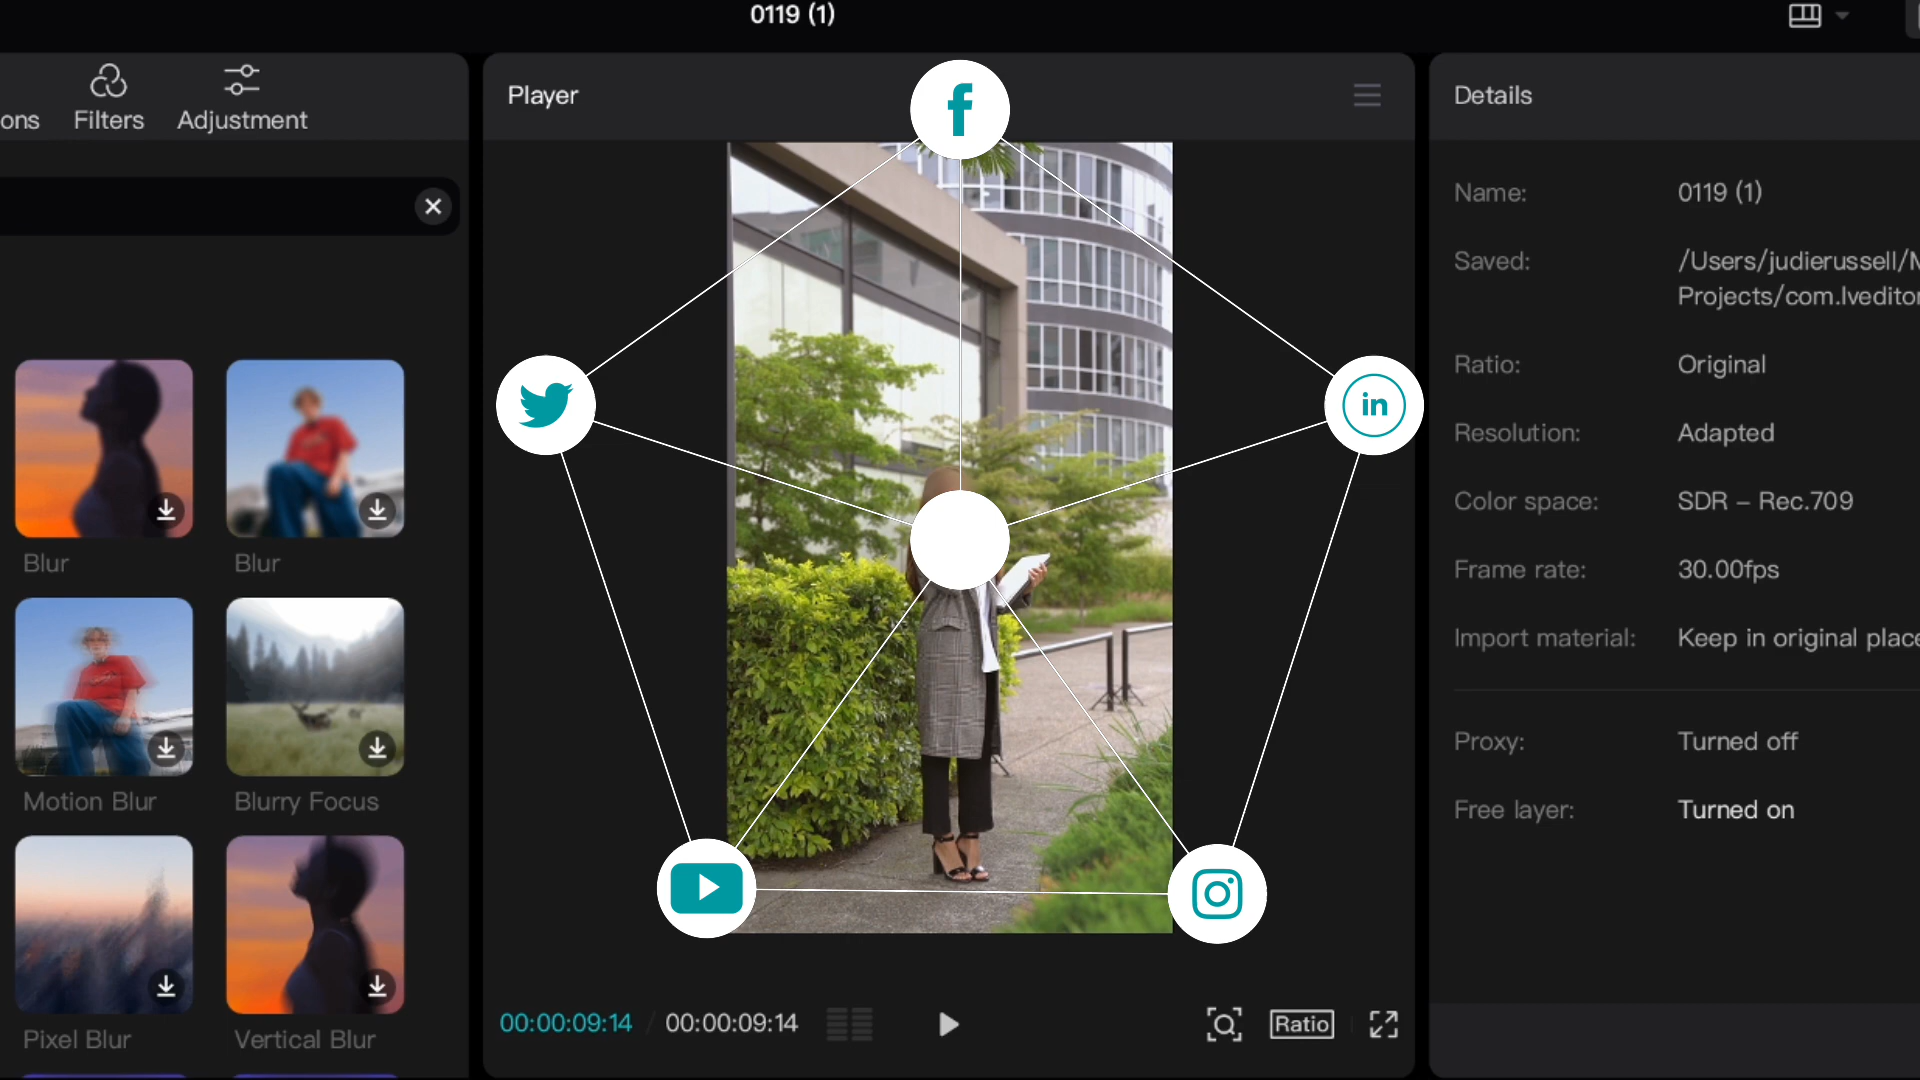 0119 (1)
ons
Filters
Adjustment
Player
Details
Name:
0119 (1)
Saved:
/Users/judierussell/M
Projects/com.lveditor
Ratio:
Original
Resolution:
Adapted
Color space:
SDR – Rec.709
Frame rate:
30.00fps
Import material:
Keep in original place
Proxy:
Turned off
Free layer:
Turned on
Blur
Blur
Motion Blur
Blurry Focus
Pixel Blur
Vertical Blur
f
in
00:00:09:14 / 00:00:09:14
Ratio